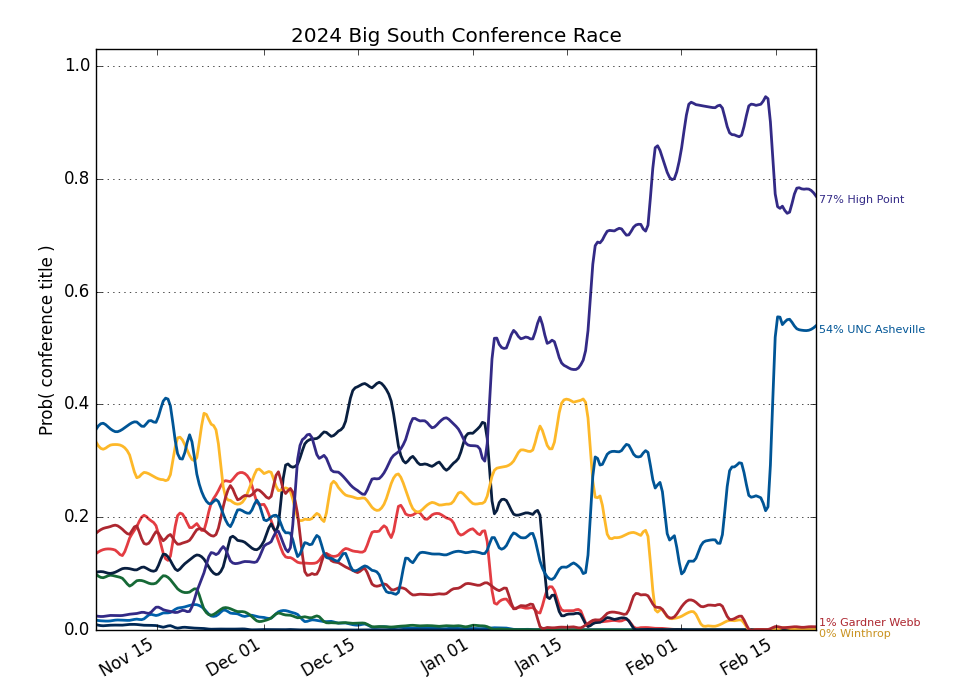 2024 Big South Conference Race
1.0
0.8
0.6
0.4
0.2
0.0
Prob( conference title )
77% High Point
54% UNC Asheville
1% Gardner Webb
0% Winthrop
Nov 15
Dec 01
Dec 15
Jan 01
Jan 15
Feb 01
Feb 15